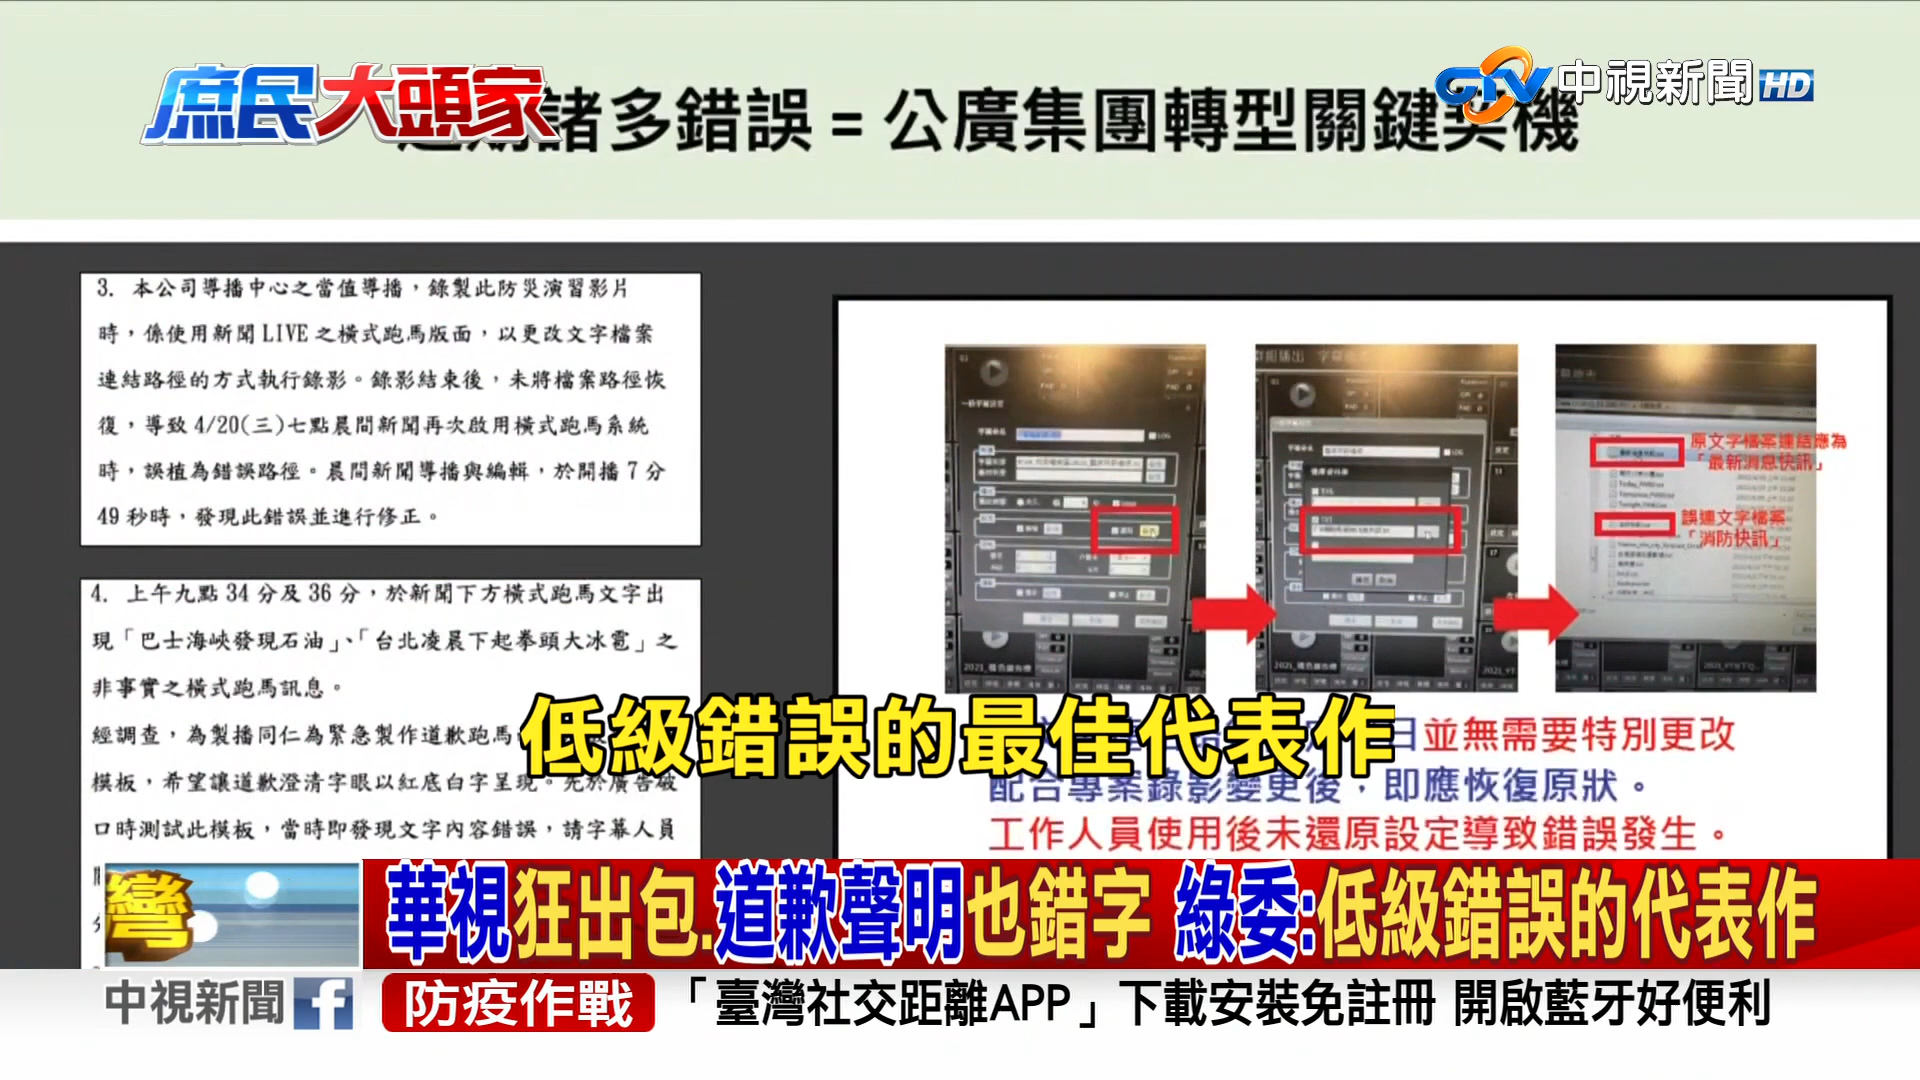 庶民大頭家
諸多錯誤 = 公廣集團轉型關鍵契機
CTV 中視新聞 HD
3. 本公司導播中心之當值導播，錄製此防災演習影片
時，係使用新聞 LIVE 之橫式跑馬版面，以更改文字檔案
連結路徑的方式執行錄影。錄影結束後，未將檔案路徑恢
復，導致 4/20(三)七點晨間新聞再次啟用橫式跑馬系統
時，誤植為錯誤路徑。晨間新聞導播與編輯，於開播 7 分
49 秒時，發現此錯誤並進行修正。
4. 上午九點 34 分及 36 分，於新聞下方橫式跑馬文字出
現「巴士海峽發現石油」、「台北凌晨下起拳頭大冰雹」之
非事實之橫式跑馬訊息。
經調查，為製播同仁為緊急製作道歉跑馬
模板，希望讓道歉澄清字眼以紅底白字呈現。先於廣告破
口時測試此模板，當時即發現文字內容錯誤，請字幕人員
原文字檔案連結應為
「最新消息快訊」
誤連文字檔案
「消防快訊」
日並無需要特別更改
配合專案錄影變更後，即應恢復原狀。
工作人員使用後未還原設定導致錯誤發生。
低級錯誤的最佳代表作
彎
華視狂出包.道歉聲明也錯字 綠委:低級錯誤的代表作
中視新聞 f
防疫作戰 「臺灣社交距離APP」下載安裝免註冊 開啟藍牙好便利